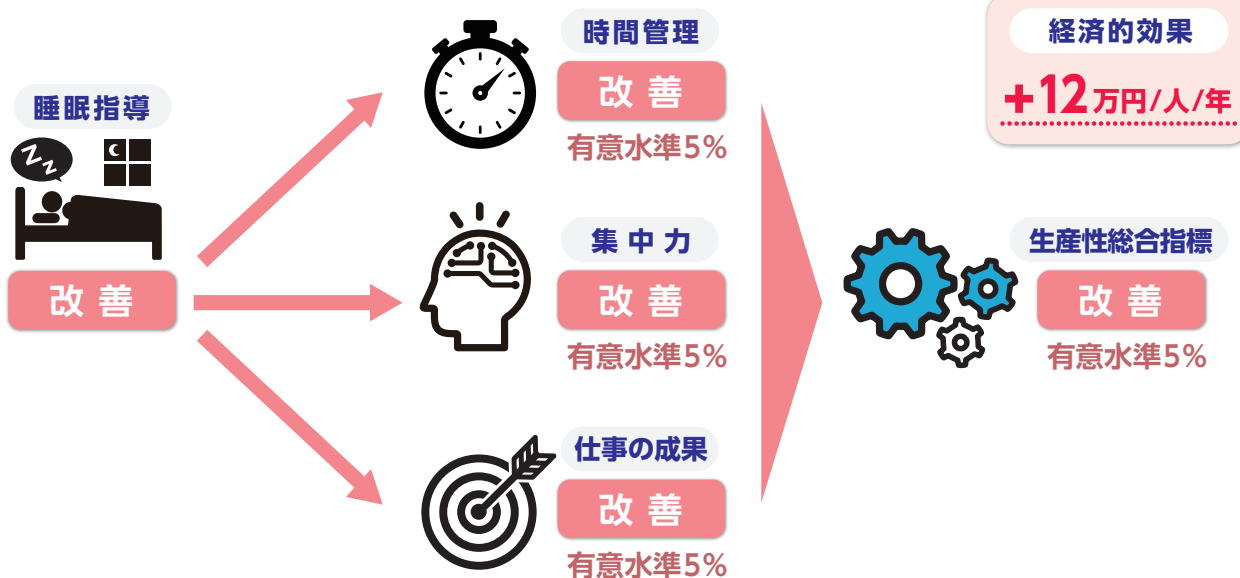 睡眠指導
Z
Z
改善
時間管理
改善
有意水準5%
集中力
改善
有意水準5%
仕事の成果
改善
有意水準5%
経済的効果
+12万円/人/年
生産性総合指標
改善
有意水準5%